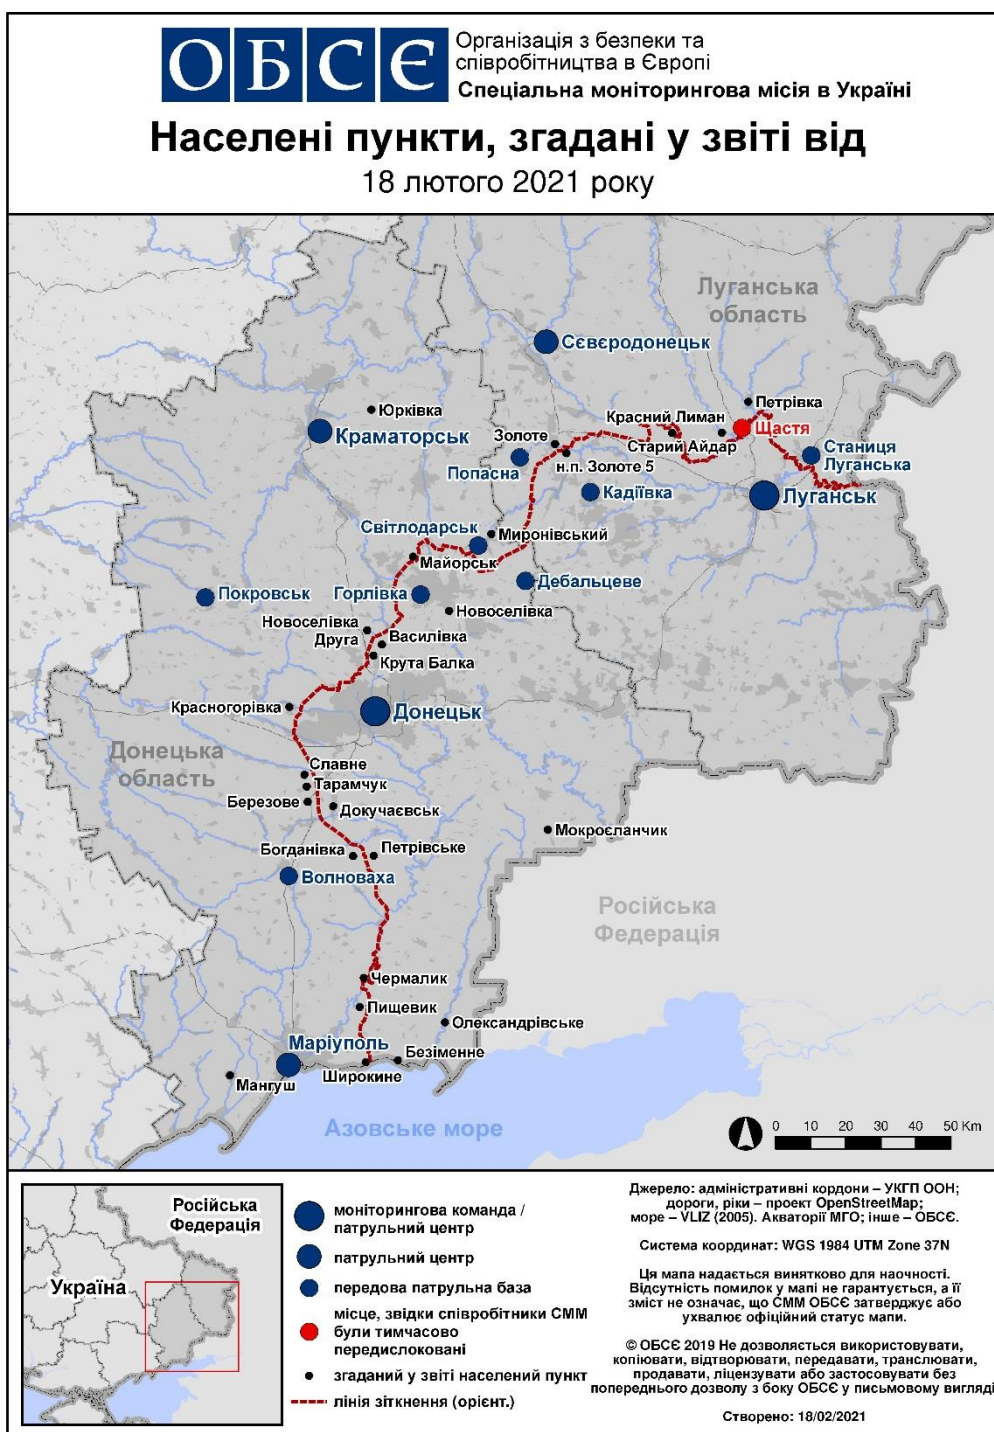 ОБСЄ
Організація з безпеки та
співробітництва в Європі
Спеціальна моніторингова місія в Україні
Населені пункти, згадані у звіті від
18 лютого 2021 року
Луганська
область
Сєвєродонецьк
Петрівка
Юрківка
Красний Лиман
Щастя
Краматорськ
Золоте
Старий Айдар
Станиця
Луганська
н.п. Золоте 5
Попасна
Кадіївка
Луганськ
Світлодарськ
Миронівський
Майорськ
Дебальцеве
Покровськ
Горлівка
Новоселівка
Новоселівка
Друга
Василівка
Крута Балка
Красногорівка
Донецьк
Донецька
область
Славне
Тарамчук
Березове
Докучаєвськ
Мокроєланчик
Богданівка
Петрівське
Волноваха
Російська
Федерація
Чермалик
Пищевик
Олександрівське
Маріуполь
Безіменне
Широкине
Мангуш
Азовське море
0 10 20 30 40 50 Km
Російська
Федерація
Україна
моніторингова команда /
патрульний центр
патрульний центр
передова патрульна база
місце, звідки співробітники СММ
були тимчасово
передислоковані
згаданий у звіті населений пункт
лінія зіткнення (орієнт.)
Джерело: адміністративні кордони – УКГП ООН;
дороги, ріки – проект OpenStreetMap;
море – VLIZ (2005). Акваторії МГО; інше – ОБСЄ.
Система координат: WGS 1984 UTM Zone 37N
Ця мапа надається винятково для наочності.
Відсутність помилок у мапі не гарантується, а її
зміст не означає, що СММ ОБСЄ затверджує або
ухвалює офіційний статус мапи.
© ОБСЄ 2019 Не дозволяється використовувати,
копіювати, відтворювати, передавати, транслювати,
продавати, ліцензувати або застосовувати без
попереднього дозволу з боку ОБСЄ у письмовому вигляді
Створено: 18/02/2021